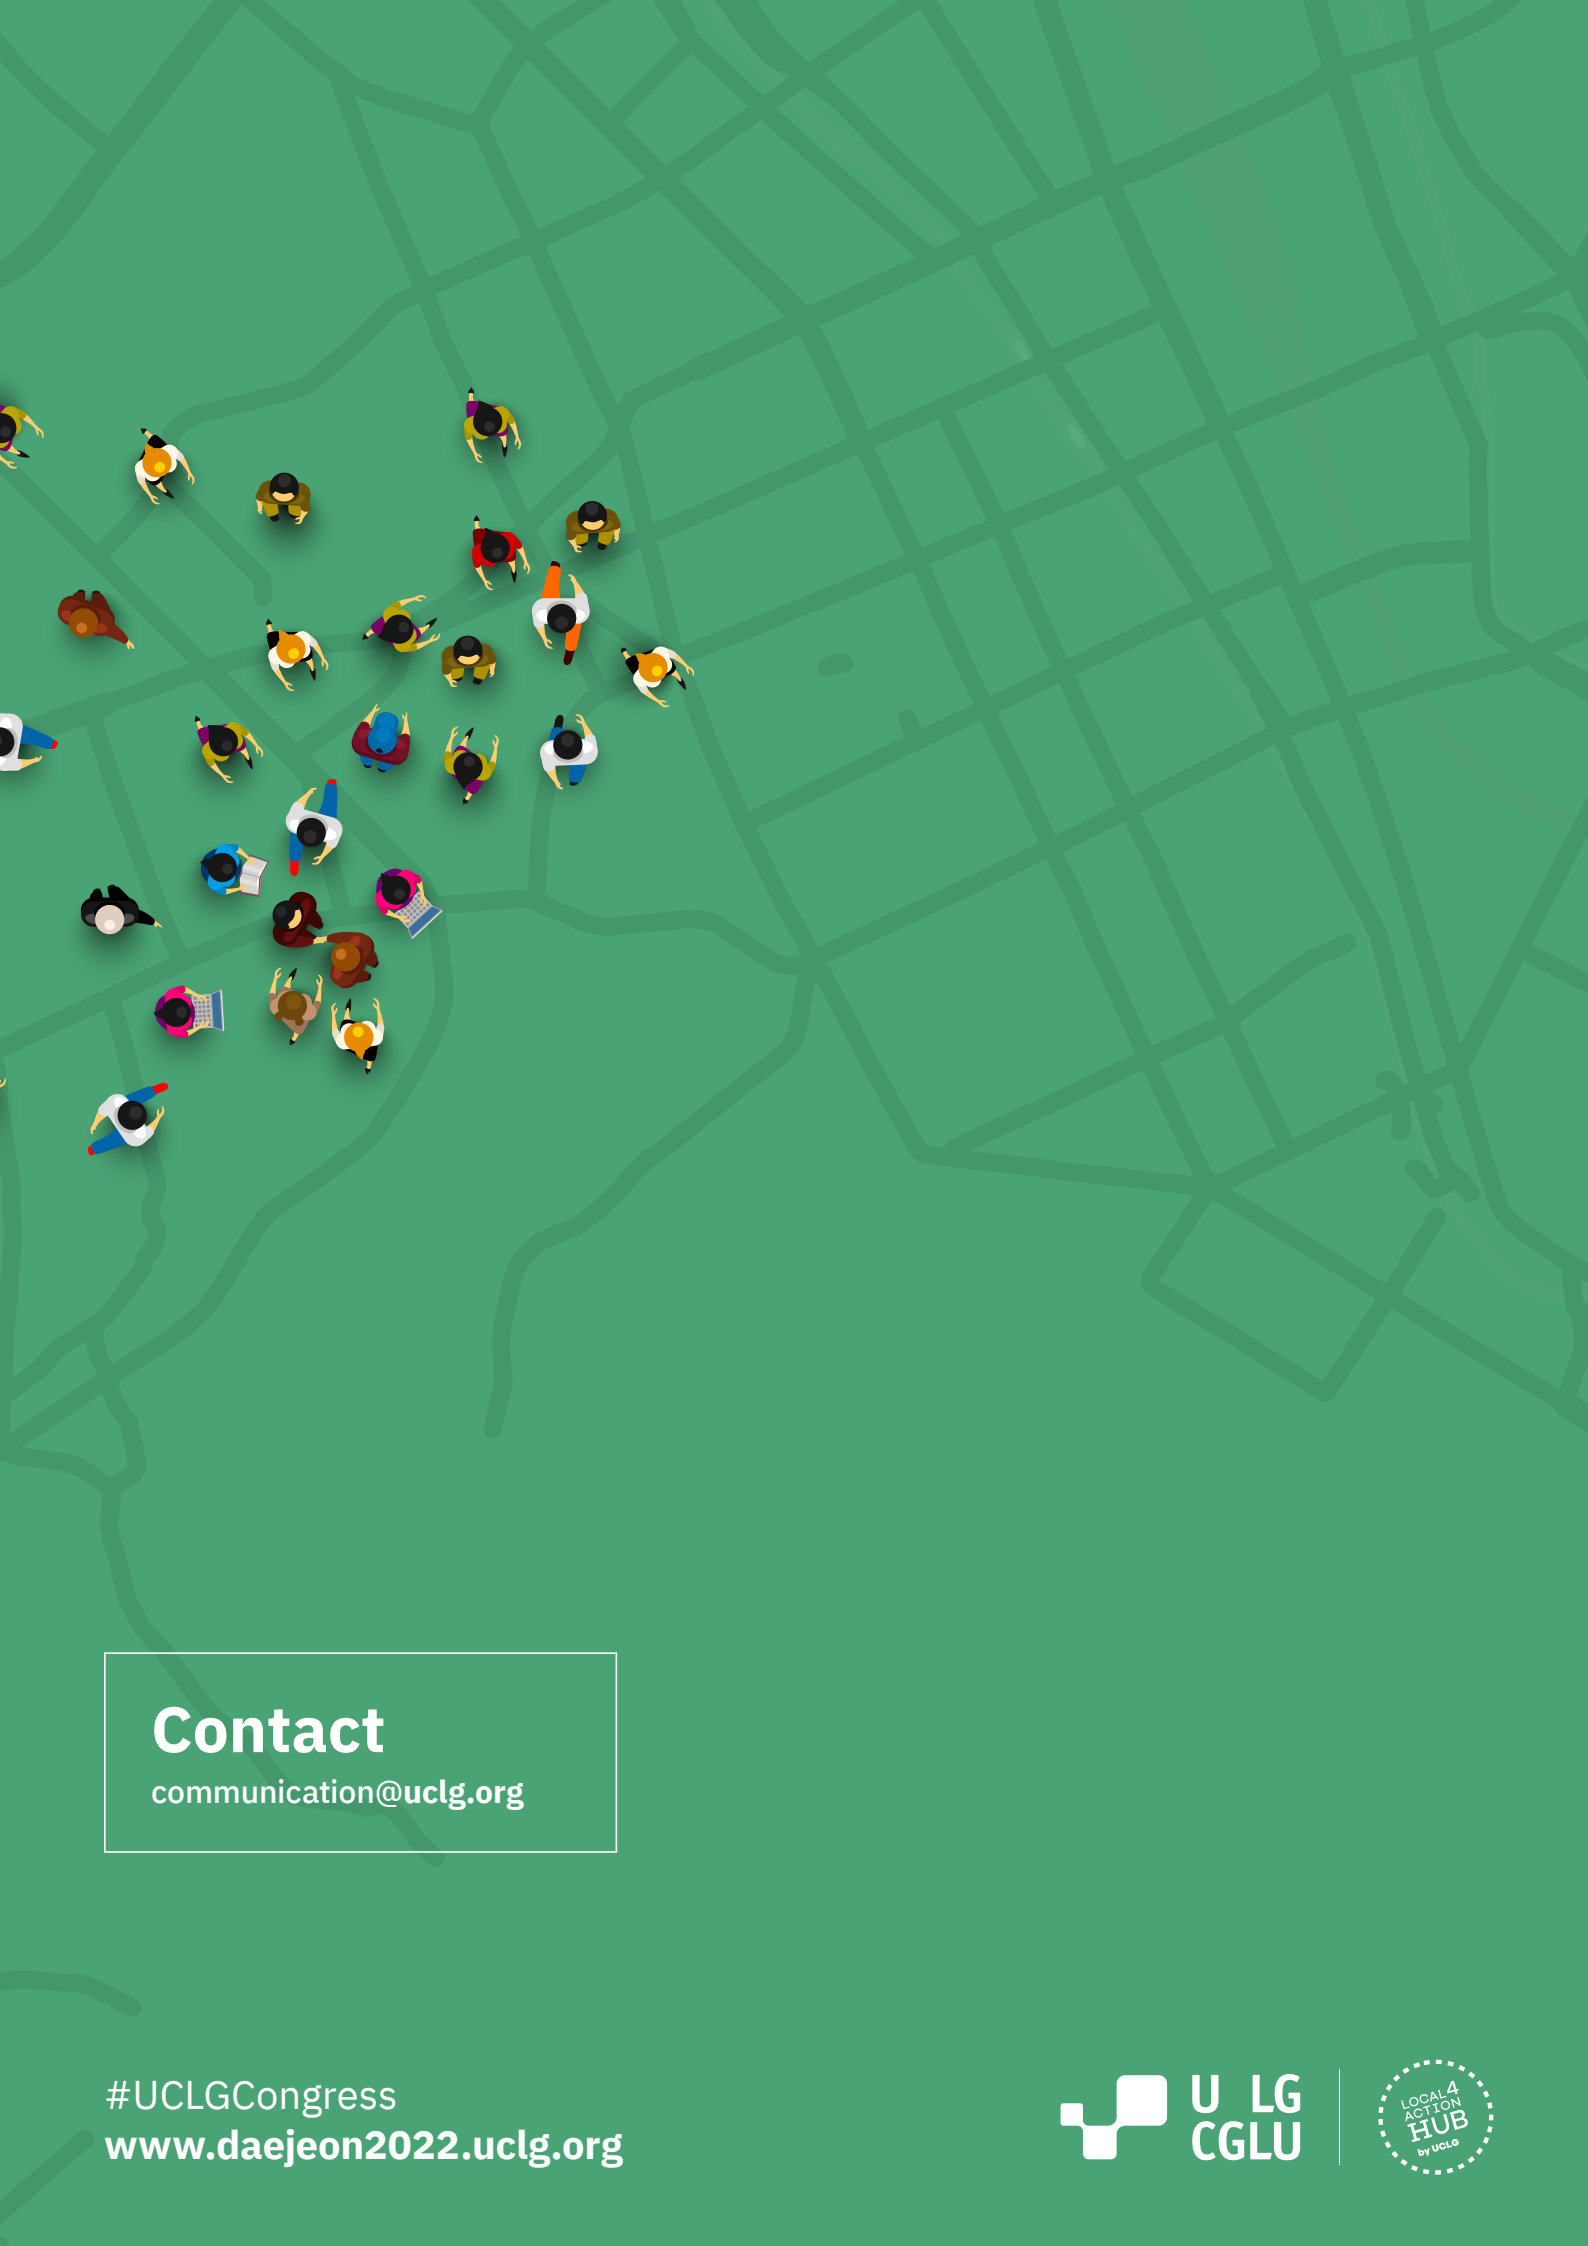 Contact
communication@uclg.org
#UCLGCongress
www.daejeon2022.uclg.org
U LG
CGLU
LOCAL4
ACTION
HUB
by UCLG